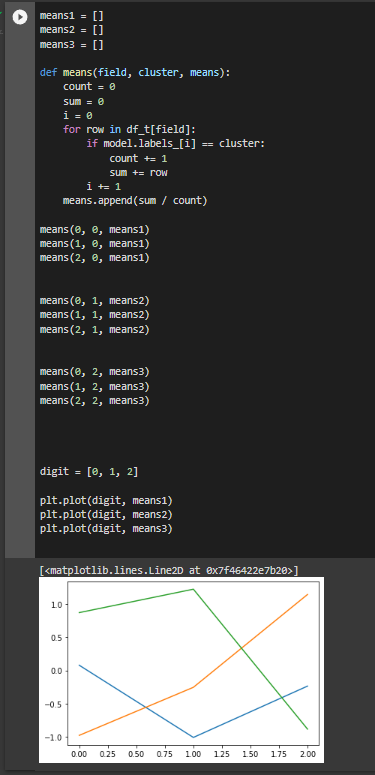 means1 = []
means2 = []
means3 = []
def means(field, cluster, means):
    count = 0
    sum = 0
    i = 0
    for row in df_t[field]:
        if model.labels_[i] == cluster:
            count += 1
            sum += row
        i += 1
    means.append(sum / count)
means(0, 0, means1)
means(1, 0, means1)
means(2, 0, means1)
means(0, 1, means2)
means(1, 1, means2)
means(2, 1, means2)
means(0, 2, means3)
means(1, 2, means3)
means(2, 2, means3)
digit = [0, 1, 2]
plt.plot(digit, means1)
plt.plot(digit, means2)
plt.plot(digit, means3)
[<matplotlib.lines.Line2D at 0x7f46422e7b20>]
1.0
0.5
0.0
−0.5
−1.0
0.00 0.25 0.50 0.75 1.00 1.25 1.50 1.75 2.00